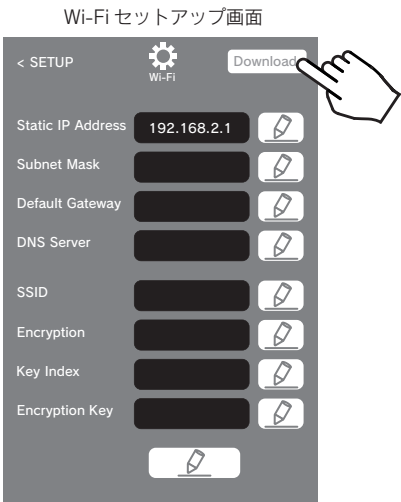 Wi-Fi セットアップ画面
< SETUP
Wi-Fi
Download
Static IP Address 192.168.2.1
Subnet Mask
Default Gateway
DNS Server
SSID
Encryption
Key Index
Encryption Key